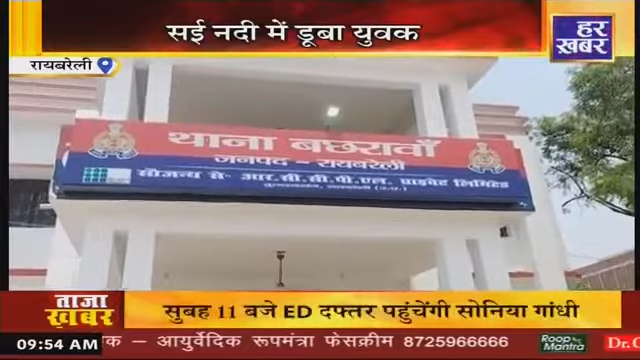 सई नदी में डूबा युवक
हर
ख़बर
रायबरेली
थाना बछरावाँ
जनपद - रायबरेली
सौजन्य से- आर.सी.सी.पी.एल. प्राइवेट लिमिटेड
ताजा
ख़बर
सुबह 11 बजे ED दफ्तर पहुंचेंगी सोनिया गांधी
09:54 AM
क – आयुर्वेदिक रूपमंत्रा फेसक्रीम 8725966666
Roop Mantra
Dr.